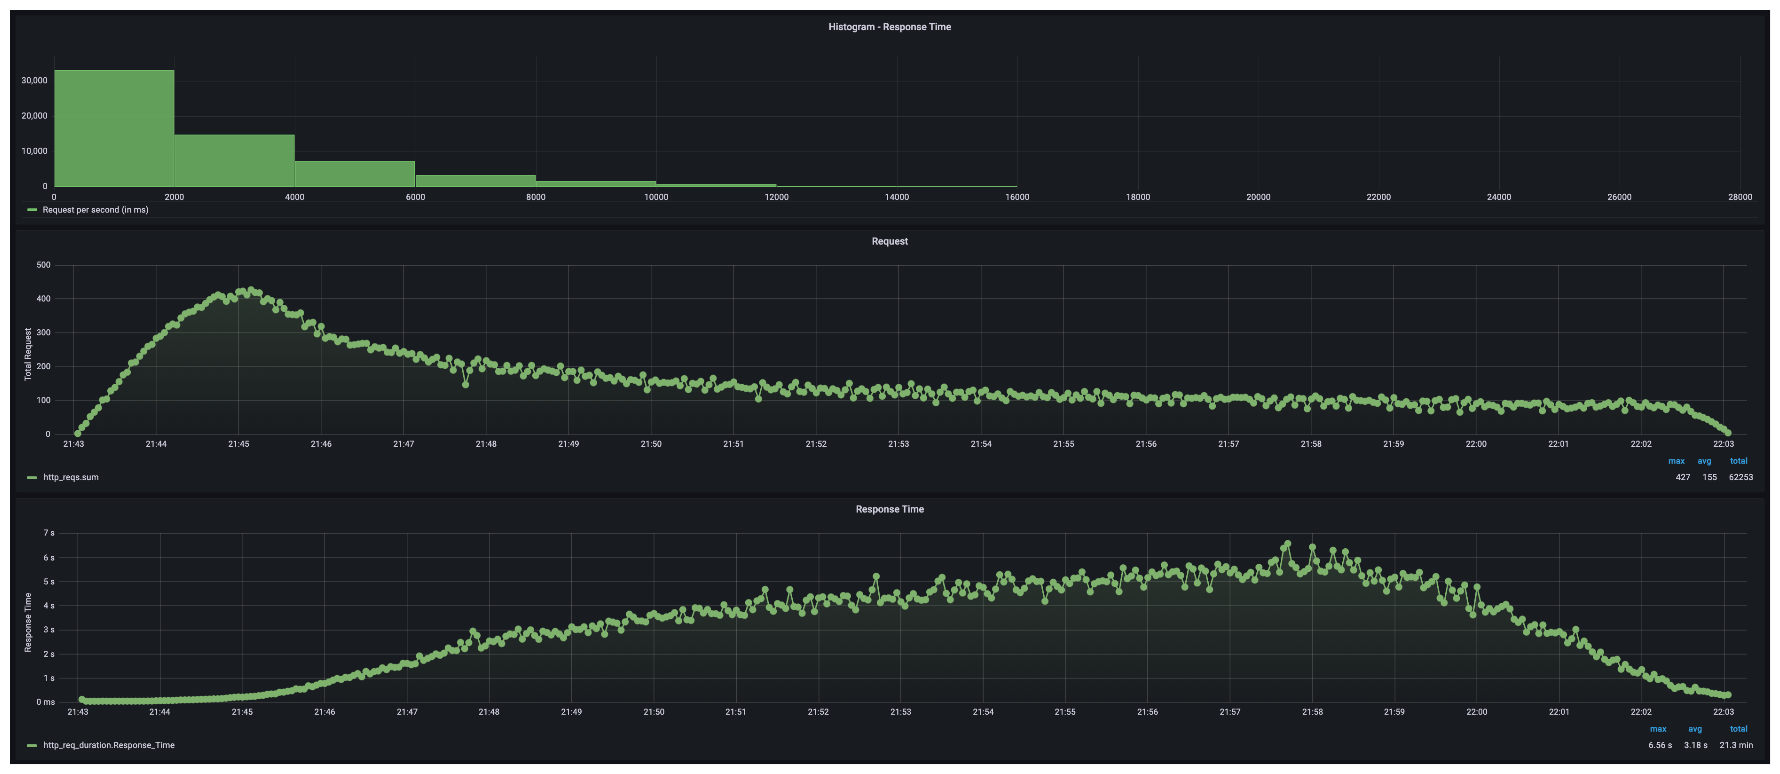 Histogram - Response Time
30,000
20,000
10,000
0
0 2000 4000 6000 8000 10000 12000 14000 16000 18000 20000 22000 24000 26000 28000
Request per second (in ms)
Request
Total Request
500
400
300
200
100
0
21:43 21:44 21:45 21:46 21:47 21:48 21:49 21:50 21:51 21:52 21:53 21:54 21:55 21:56 21:57 21:58 21:59 22:00 22:01 22:02 22:03
max avg total
http_reqs.sum 427 155 62253
Response Time
Response Time
7 s
6 s
5 s
4 s
3 s
2 s
1 s
0 ms
21:43 21:44 21:45 21:46 21:47 21:48 21:49 21:50 21:51 21:52 21:53 21:54 21:55 21:56 21:57 21:58 21:59 22:00 22:01 22:02 22:03
max avg total
http_req_duration.Response_Time 6.56 s 3.18 s 21.3 min